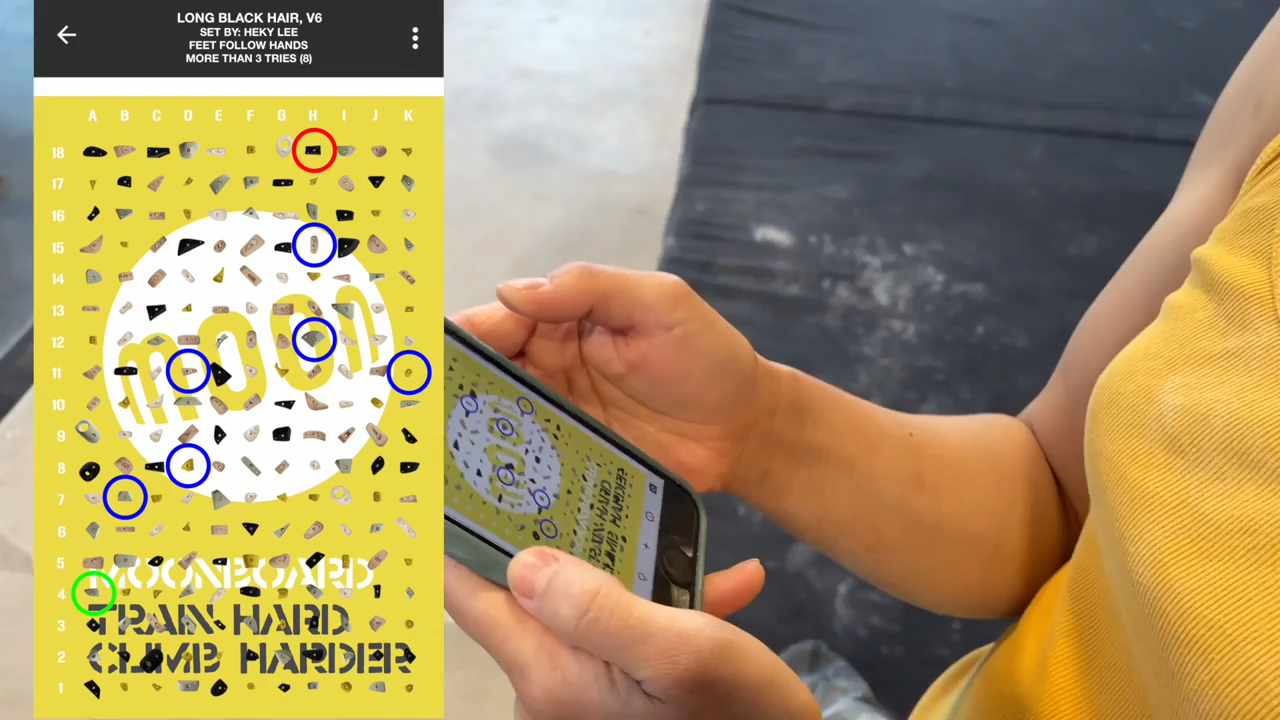 LONG BLACK HAIR, V6
SET BY: HEKY LEE
FEET FOLLOW HANDS
MORE THAN 3 TRIES (8)
A B C D E F G H I J K
18
17
16
15
14
13
12
11
10
9
8
7
6
5
4
3
2
1
moon
MOONBOARD
TRAIN HARD
CLIMB HARDER